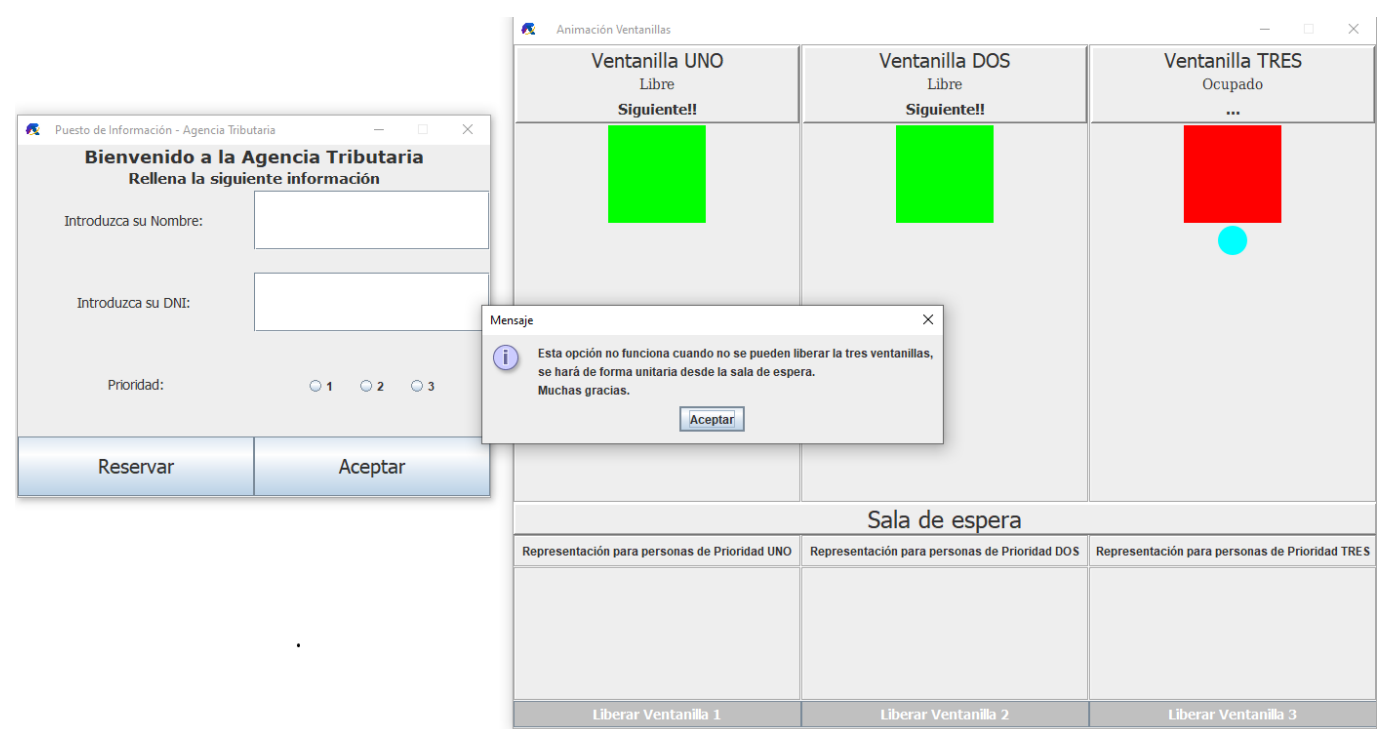 Animación Ventanillas
Ventanilla UNO
Libre
Siguiente!!
Ventanilla DOS
Libre
Siguiente!!
Ventanilla TRES
Ocupado
...
Puesto de Información - Agencia Tributaria
Bienvenido a la Agencia Tributaria
Rellena la siguiente información
Introduzca su Nombre:
Introduzca su DNI:
Prioridad:
1 2 3
Reservar
Aceptar
Mensaje
Esta opción no funciona cuando no se pueden liberar la tres ventanillas,
se hará de forma unitaria desde la sala de espera.
Muchas gracias.
Aceptar
Sala de espera
Representación para personas de Prioridad UNO
Representación para personas de Prioridad DOS
Representación para personas de Prioridad TRES
Liberar Ventanilla 1
Liberar Ventanilla 2
Liberar Ventanilla 3
.